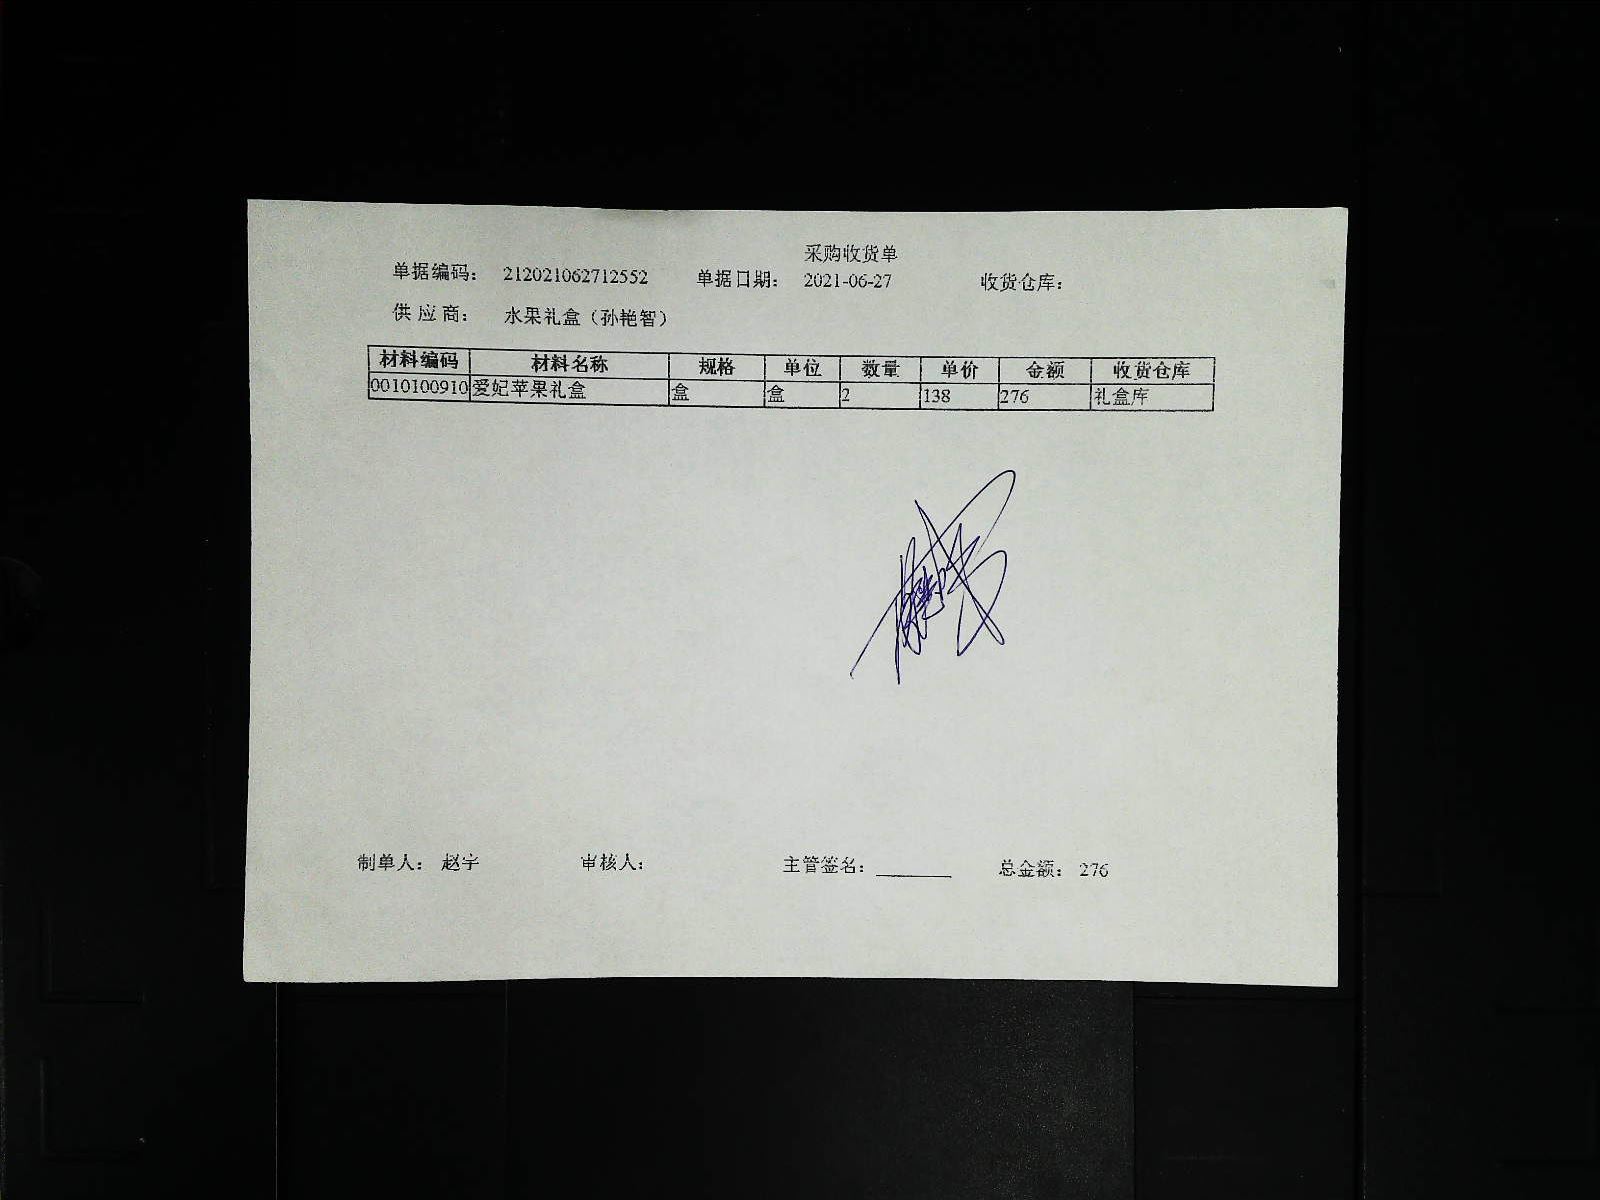 采购收货单
单据编码: 212021062712552 单据日期: 2021-06-27 收货仓库:
供应商: 水果礼盒（孙艳智）
材料编码 材料名称 规格 单位 数量 单价 金额 收货仓库
0010100910 爱妃苹果礼盒 盒 盒 2 138 276 礼盒库
制单人: 赵宇 审核人: 主管签名: 总金额: 276